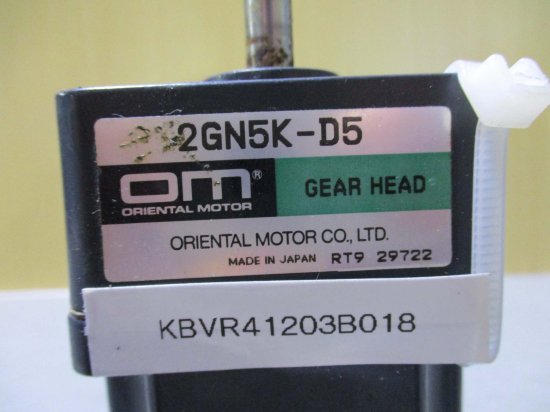 2GN5K-D5
om®
ORIENTAL MOTOR
GEAR HEAD
ORIENTAL MOTOR CO., LTD.
MADE IN JAPAN RT9 29722
KBVR41203B018